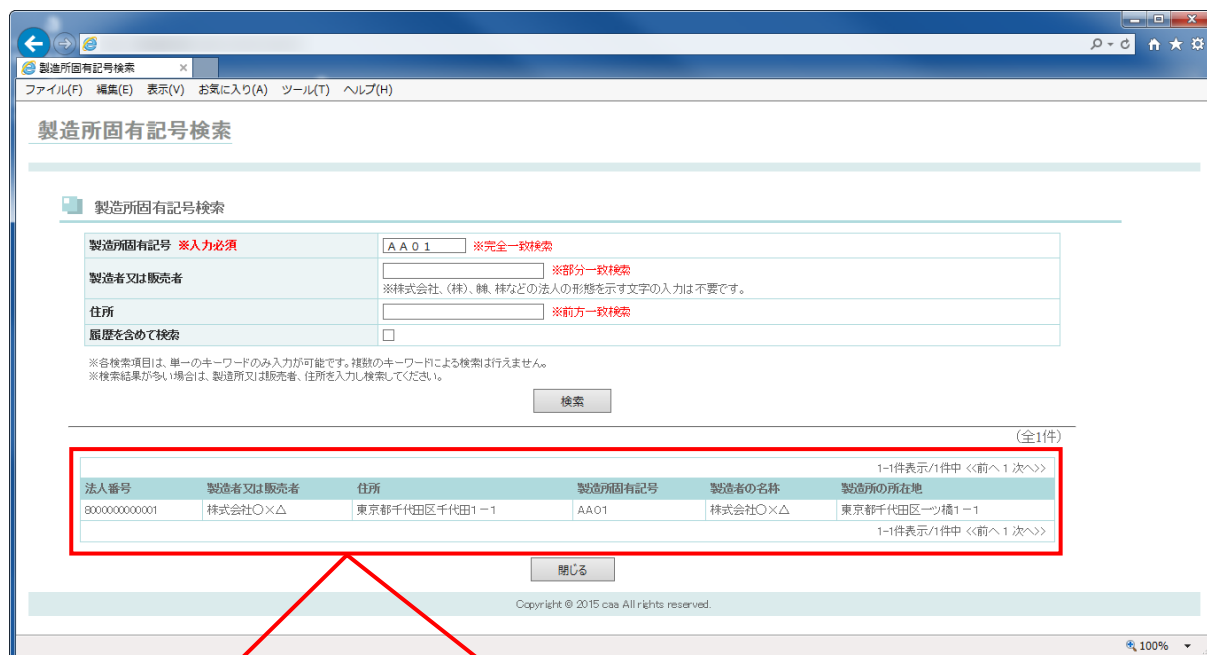 製造所固有記号検索 ×
ファイル(F) 編集(E) 表示(V) お気に入り(A) ツール(T) ヘルプ(H)
製造所固有記号検索
製造所固有記号検索
製造所固有記号 ※入力必須 AA01 ※完全一致検索
製造者又は販売者 ※部分一致検索
※株式会社、(株)、㈱、株などの法人の形態を示す文字の入力は不要です。
住所 ※前方一致検索
履歴を含めて検索
※各検索項目は、単一のキーワードのみ入力が可能です。複数のキーワードによる検索は行えません。
※検索結果が多い場合は、製造所又は販売者、住所を入力し検索してください。
検索
(全1件)
1-1件表示/1件中 <<前へ 1 次へ>>
法人番号 製造者又は販売者 住所 製造所固有記号 製造者の名称 製造所の所在地
8000000000001 株式会社○×△ 東京都千代田区千代田1-1 AA01 株式会社○×△ 東京都千代田区一ツ橋1-1
1-1件表示/1件中 <<前へ 1 次へ>>
閉じる
Copyright © 2015 caa All rights reserved.
100%